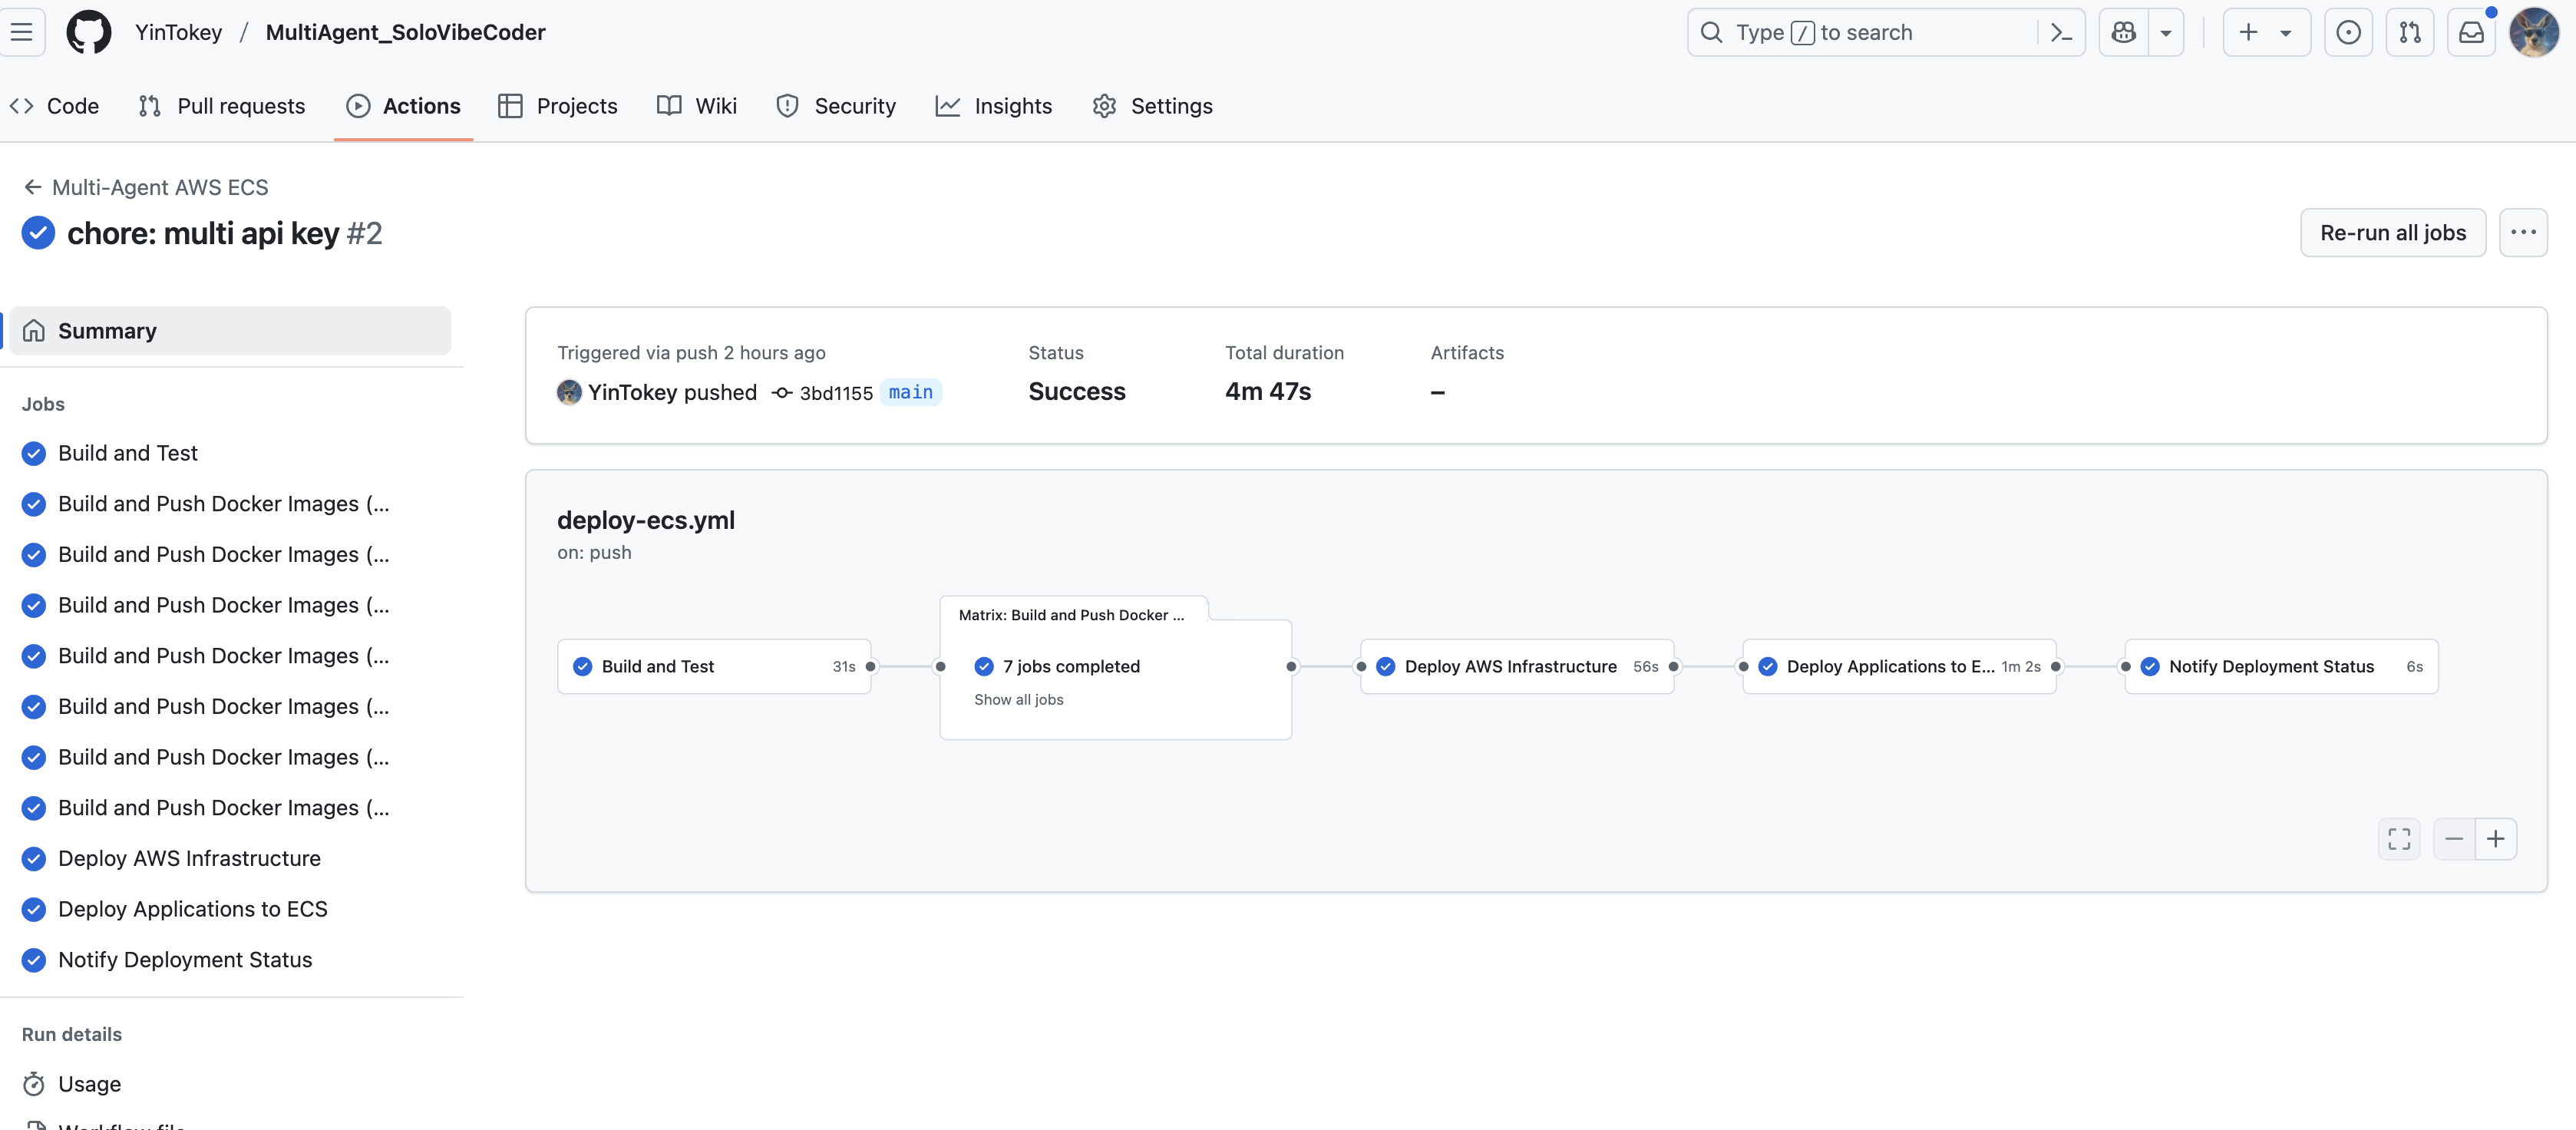 YinTokey / MultiAgent_SoloVibeCoder
Type / to search
Code
Pull requests
Actions
Projects
Wiki
Security
Insights
Settings
Multi-Agent AWS ECS
chore: multi api key #2
Re-run all jobs
Summary
Jobs
Build and Test
Build and Push Docker Images (...
Build and Push Docker Images (...
Build and Push Docker Images (...
Build and Push Docker Images (...
Build and Push Docker Images (...
Build and Push Docker Images (...
Build and Push Docker Images (...
Deploy AWS Infrastructure
Deploy Applications to ECS
Notify Deployment Status
Run details
Usage
Workflow file
Triggered via push 2 hours ago
YinTokey pushed 3bd1155 main
Status
Success
Total duration
4m 47s
Artifacts
–
deploy-ecs.yml
on: push
Build and Test 31s
Matrix: Build and Push Docker ...
7 jobs completed
Show all jobs
Deploy AWS Infrastructure 56s
Deploy Applications to E... 1m 2s
Notify Deployment Status 6s